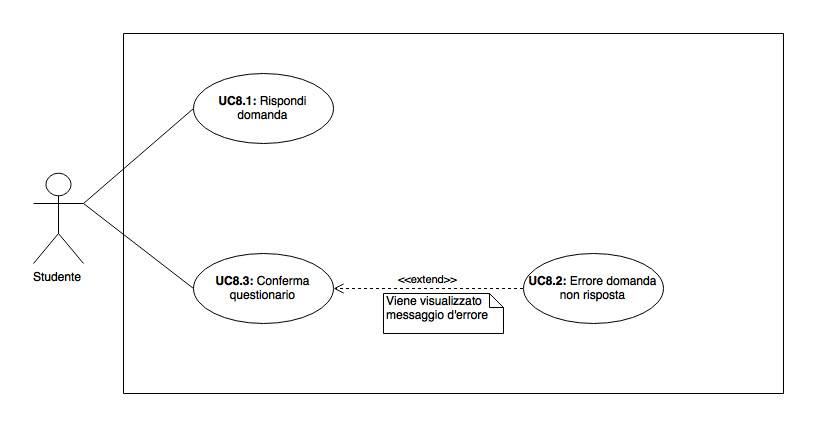 UC8.1: Rispondi
domanda
Studente
UC8.3: Conferma
questionario
<<extend>>
Viene visualizzato
messaggio d'errore
UC8.2: Errore domanda
non risposta